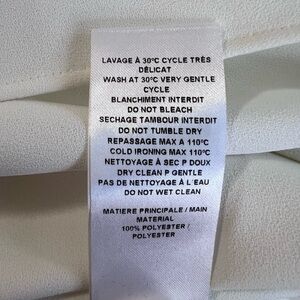 LAVAGE À 30°C CYCLE TRÈS
DÉLICAT
WASH AT 30°C VERY GENTLE
CYCLE
BLANCHIMENT INTERDIT
DO NOT BLEACH
SECHAGE TAMBOUR INTERDIT
DO NOT TUMBLE DRY
REPASSAGE MAX A 110°C
COLD IRONING MAX 110°C
NETTOYAGE À SEC P DOUX
DRY CLEAN P GENTLE
PAS DE NETTOYAGE À L'EAU
DO NOT WET CLEAN
MATIERE PRINCIPALE / MAIN
MATERIAL
100% POLYESTER /
POLYESTER